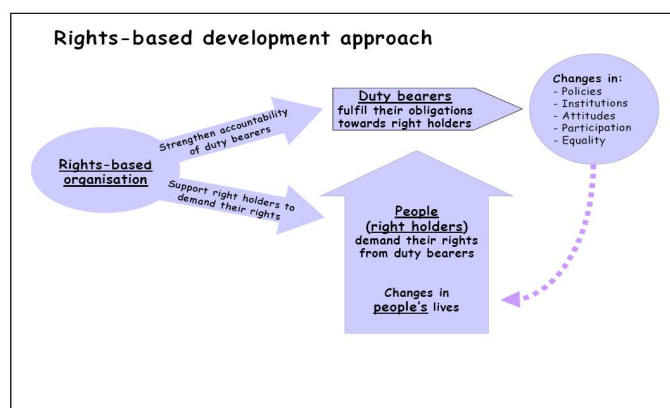 Rights-based development approach
Rights-based
organisation
Strengthen accountability
of duty bearers
Support right holders to
demand their rights
Duty bearers
fulfil their obligations
towards right holders
Changes in:
- Policies
- Institutions
- Attitudes
- Participation
- Equality
People
(right holders)
demand their rights
from duty bearers
Changes in
people's lives